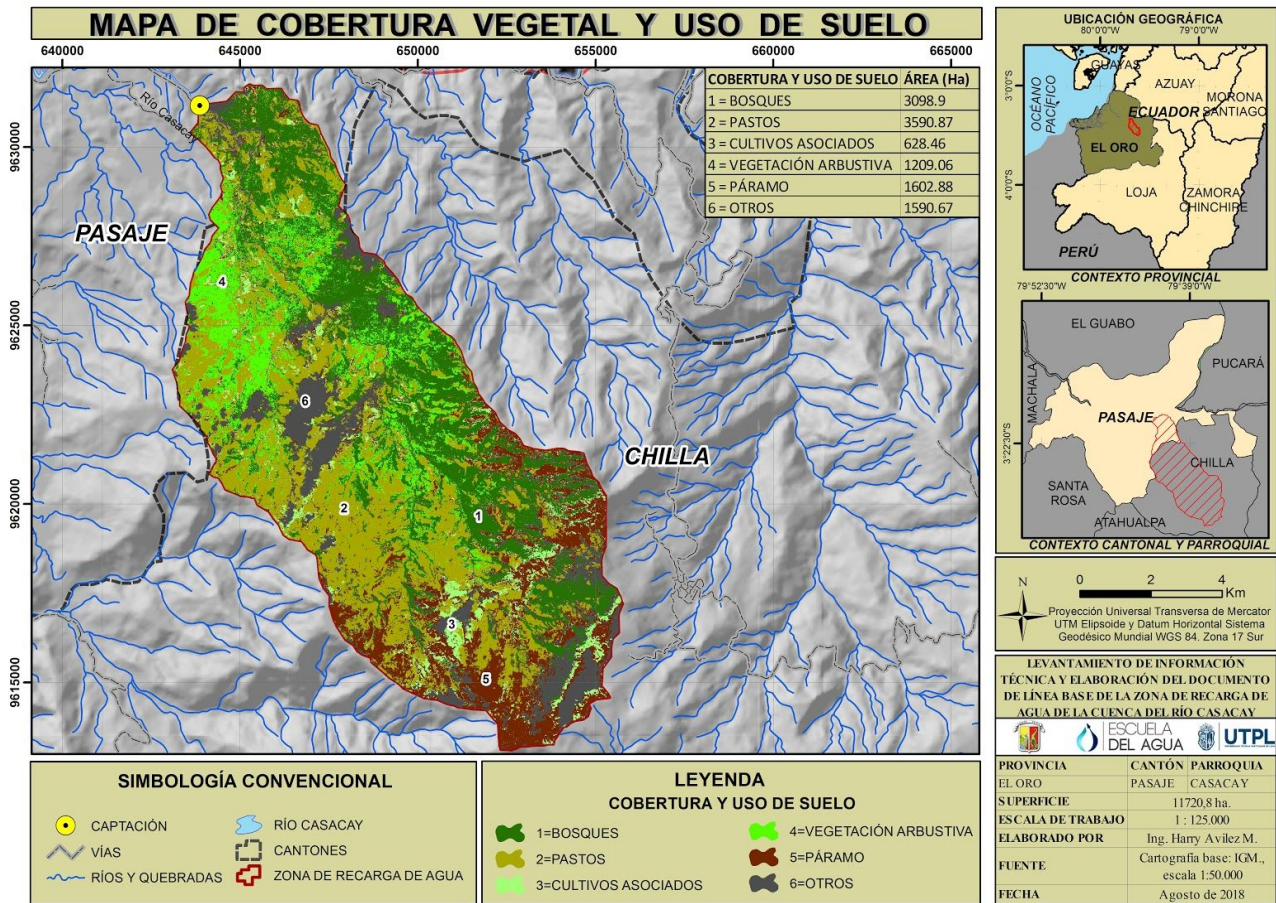 MAPA DE COBERTURA VEGETAL Y USO DE SUELO
640000 645000 650000 655000 660000 665000
9630000
9625000
9620000
9615000
Río Casacay
PASAJE
CHILLA
4
6
2
1
3
5
COBERTURA Y USO DE SUELO ÁREA (Ha)
1 = BOSQUES 3098.9
2 = PASTOS 3590.87
3 = CULTIVOS ASOCIADOS 628.46
4 = VEGETACIÓN ARBUSTIVA 1209.06
5 = PÁRAMO 1602.88
6 = OTROS 1590.67
SIMBOLOGÍA CONVENCIONAL
CAPTACIÓN
VÍAS
RÍOS Y QUEBRADAS
RÍO CASACAY
CANTONES
ZONA DE RECARGA DE AGUA
LEYENDA
COBERTURA Y USO DE SUELO
1=BOSQUES
2=PASTOS
3=CULTIVOS ASOCIADOS
4=VEGETACIÓN ARBUSTIVA
5=PÁRAMO
6=OTROS
UBICACIÓN GEOGRÁFICA
80°0'0"W 79°0'0"W
3°0'0"S
4°0'0"S
GUAYAS
AZUAY
OCÉANO
PACÍFICO
ECUADOR
MORONA
SANTIAGO
EL ORO
LOJA
ZAMORA
CHINCHIRE
PERÚ
CONTEXTO PROVINCIAL
79°52'30"W 79°39'0"W
3°22'30"S
EL GUABO
PUCARÁ
MACHALA
PASAJE
CHILLA
SANTA
ROSA
ATAHUALPA
CONTEXTO CANTONAL Y PARROQUIAL
N
0 2 4
Km
Proyección Universal Transversa de Mercator
UTM Elipsoide y Datum Horizontal Sistema
Geodésico Mundial WGS 84. Zona 17 Sur
LEVANTAMIENTO DE INFORMACIÓN
TÉCNICA Y ELABORACIÓN DEL DOCUMENTO
DE LÍNEA BASE DE LA ZONA DE RECARGA DE
AGUA DE LA CUENCA DEL RÍO CASACAY
ESCUELA
DEL AGUA
UTPL
PROVINCIA CANTÓN PARROQUIA
EL ORO PASAJE CASACAY
SUPERFICIE 11720,8 ha.
ESCALA DE TRABAJO 1 : 125.000
ELABORADO POR Ing. Harry Avilez M.
FUENTE Cartografía base: IGM.,
escala 1:50.000
FECHA Agosto de 2018